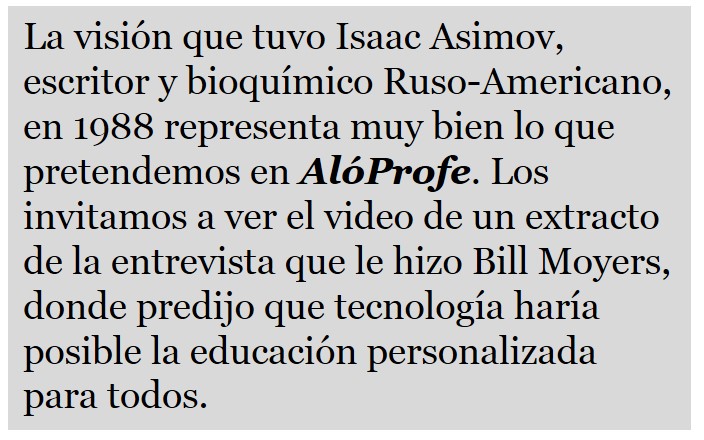 La visión que tuvo Isaac Asimov,
escritor y bioquímico Ruso-Americano,
en 1988 representa muy bien lo que
pretendemos en AlóProfe. Los
invitamos a ver el video de un extracto
de la entrevista que le hizo Bill Moyers,
donde predijo que tecnología haría
posible la educación personalizada
para todos.